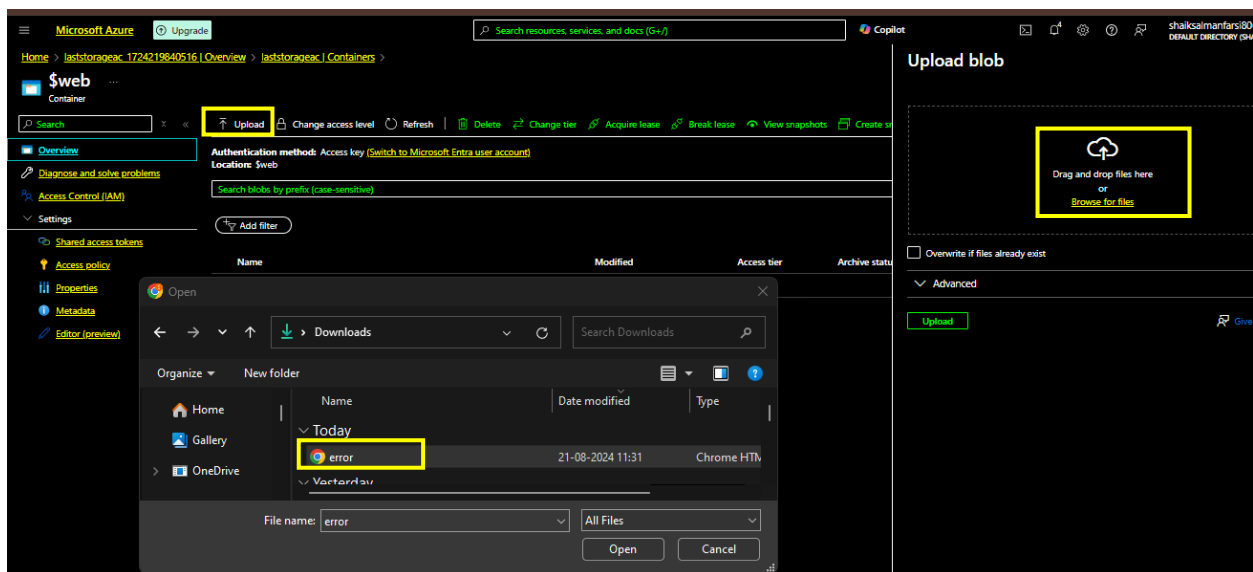 Microsoft Azure
Upgrade
Search resources, services, and docs (G+/)
Copilot
4
shaiksalmanfarsi80
DEFAULT DIRECTORY (SHA
Home > laststorageac_1724219840516 | Overview > laststorageac | Containers >
$web ...
Container
Search
Upload
Change access level
Refresh
Delete
Change tier
Acquire lease
Break lease
View snapshots
Create sn
Overview
Diagnose and solve problems
Access Control (IAM)
Settings
Shared access tokens
Access policy
Properties
Metadata
Editor (preview)
Authentication method: Access key (Switch to Microsoft Entra user account)
Location: $web
Search blobs by prefix (case-sensitive)
Add filter
Name
Modified
Access tier
Archive statu
Upload blob
Drag and drop files here
or
Browse for files
Overwrite if files already exist
Advanced
Upload
Give
Open
Downloads
Search Downloads
Organize
New folder
Home
Gallery
OneDrive
Name
Date modified
Type
Today
error
21-08-2024 11:31
Chrome HTM
Yesterday
File name: error
All Files
Open
Cancel